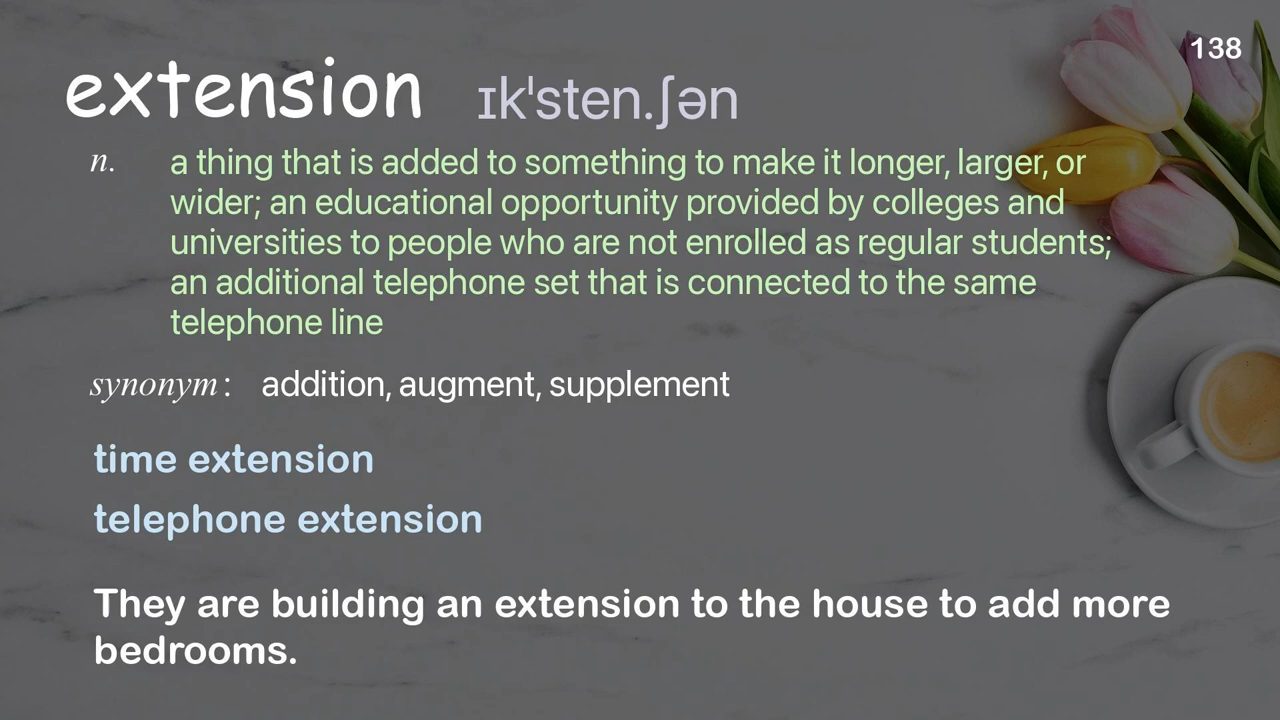 138
extension ɪkˈsten.ʃən
n. a thing that is added to something to make it longer, larger, or
wider; an educational opportunity provided by colleges and
universities to people who are not enrolled as regular students;
an additional telephone set that is connected to the same
telephone line
synonym: addition, augment, supplement
time extension
telephone extension
They are building an extension to the house to add more
bedrooms.